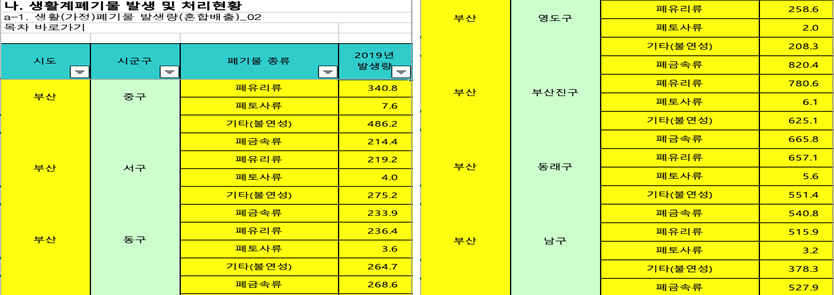 나. 생활계폐기물 발생 및 처리현황
a-1. 생활(가정)폐기물 발생량(혼합배출)_02
목차 바로가기
시도 시군구 폐기물 종류 2019년 발생량
부산 중구 폐유리류 340.8
폐토사류 7.6
기타(불연성) 486.2
폐금속류 214.4
부산 서구 폐유리류 219.2
폐토사류 4.0
기타(불연성) 275.2
폐금속류 233.9
부산 동구 폐유리류 236.4
폐토사류 3.6
기타(불연성) 264.7
폐금속류 268.6
부산 영도구 폐유리류 258.6
폐토사류 2.0
기타(불연성) 208.3
폐금속류 820.4
부산 부산진구 폐유리류 780.6
폐토사류 6.1
기타(불연성) 625.1
폐금속류 665.8
부산 동래구 폐유리류 657.1
폐토사류 5.6
기타(불연성) 551.4
폐금속류 540.8
부산 남구 폐유리류 515.9
폐토사류 3.2
기타(불연성) 378.3
폐금속류 527.9